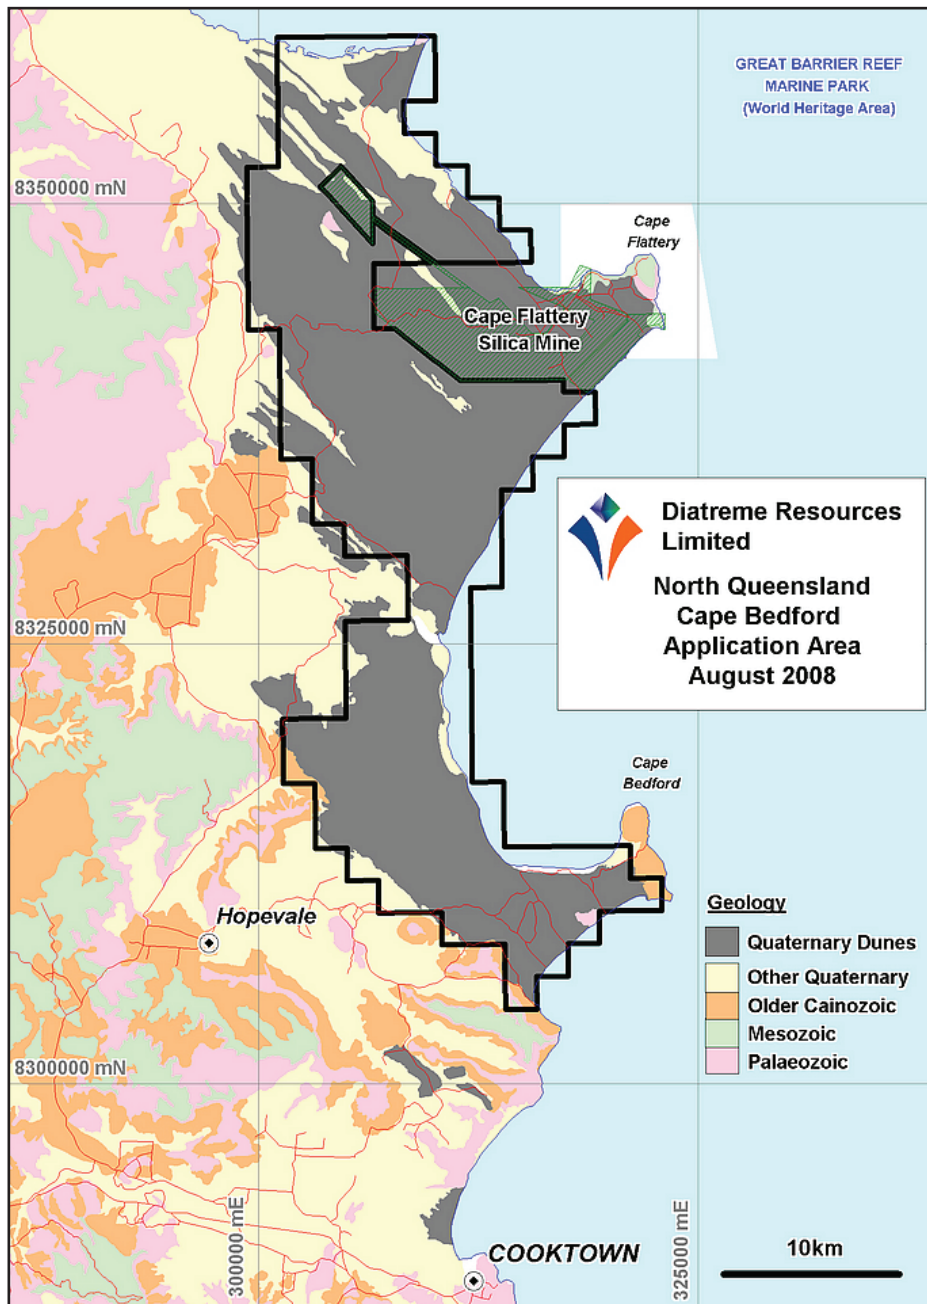 GREAT BARRIER REEF
MARINE PARK
(World Heritage Area)
8350000 mN
Cape
Flattery
Cape Flattery
Silica Mine
Diatreme Resources
Limited
North Queensland
Cape Bedford
Application Area
August 2008
8325000 mN
Cape
Bedford
Hopevale
Geology
Quaternary Dunes
Other Quaternary
Older Cainozoic
Mesozoic
Palaeozoic
8300000 mN
300000 mE
325000 mE
10km
COOKTOWN